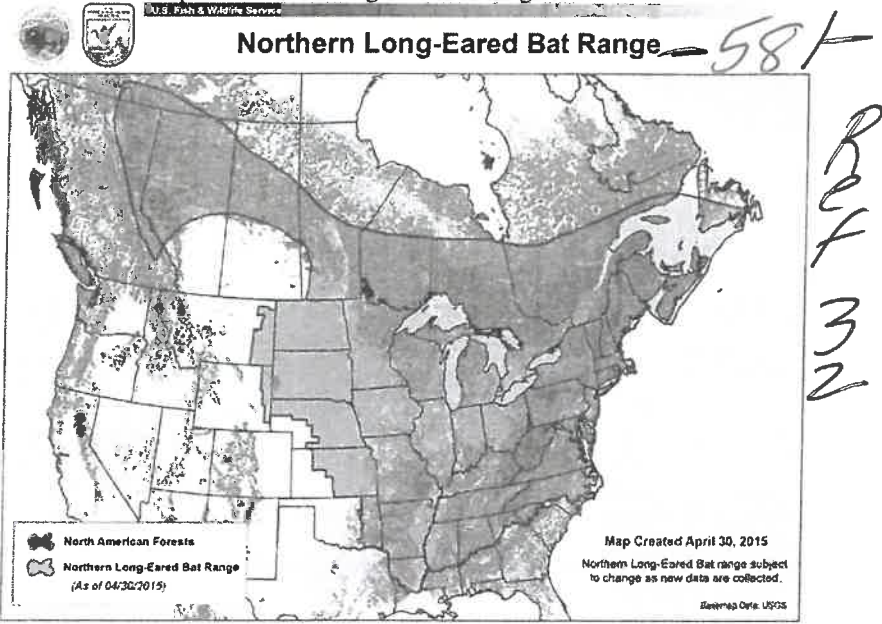 U.S. Fish & Wildlife Service
Northern Long-Eared Bat Range
58
Ref
32
North American Forests
Northern Long-Eared Bat Range
(As of 04/30/2015)
Map Created April 30, 2015
Northern Long-Eared Bat range subject
to change as new data are collected.
Basemap Data: USGS